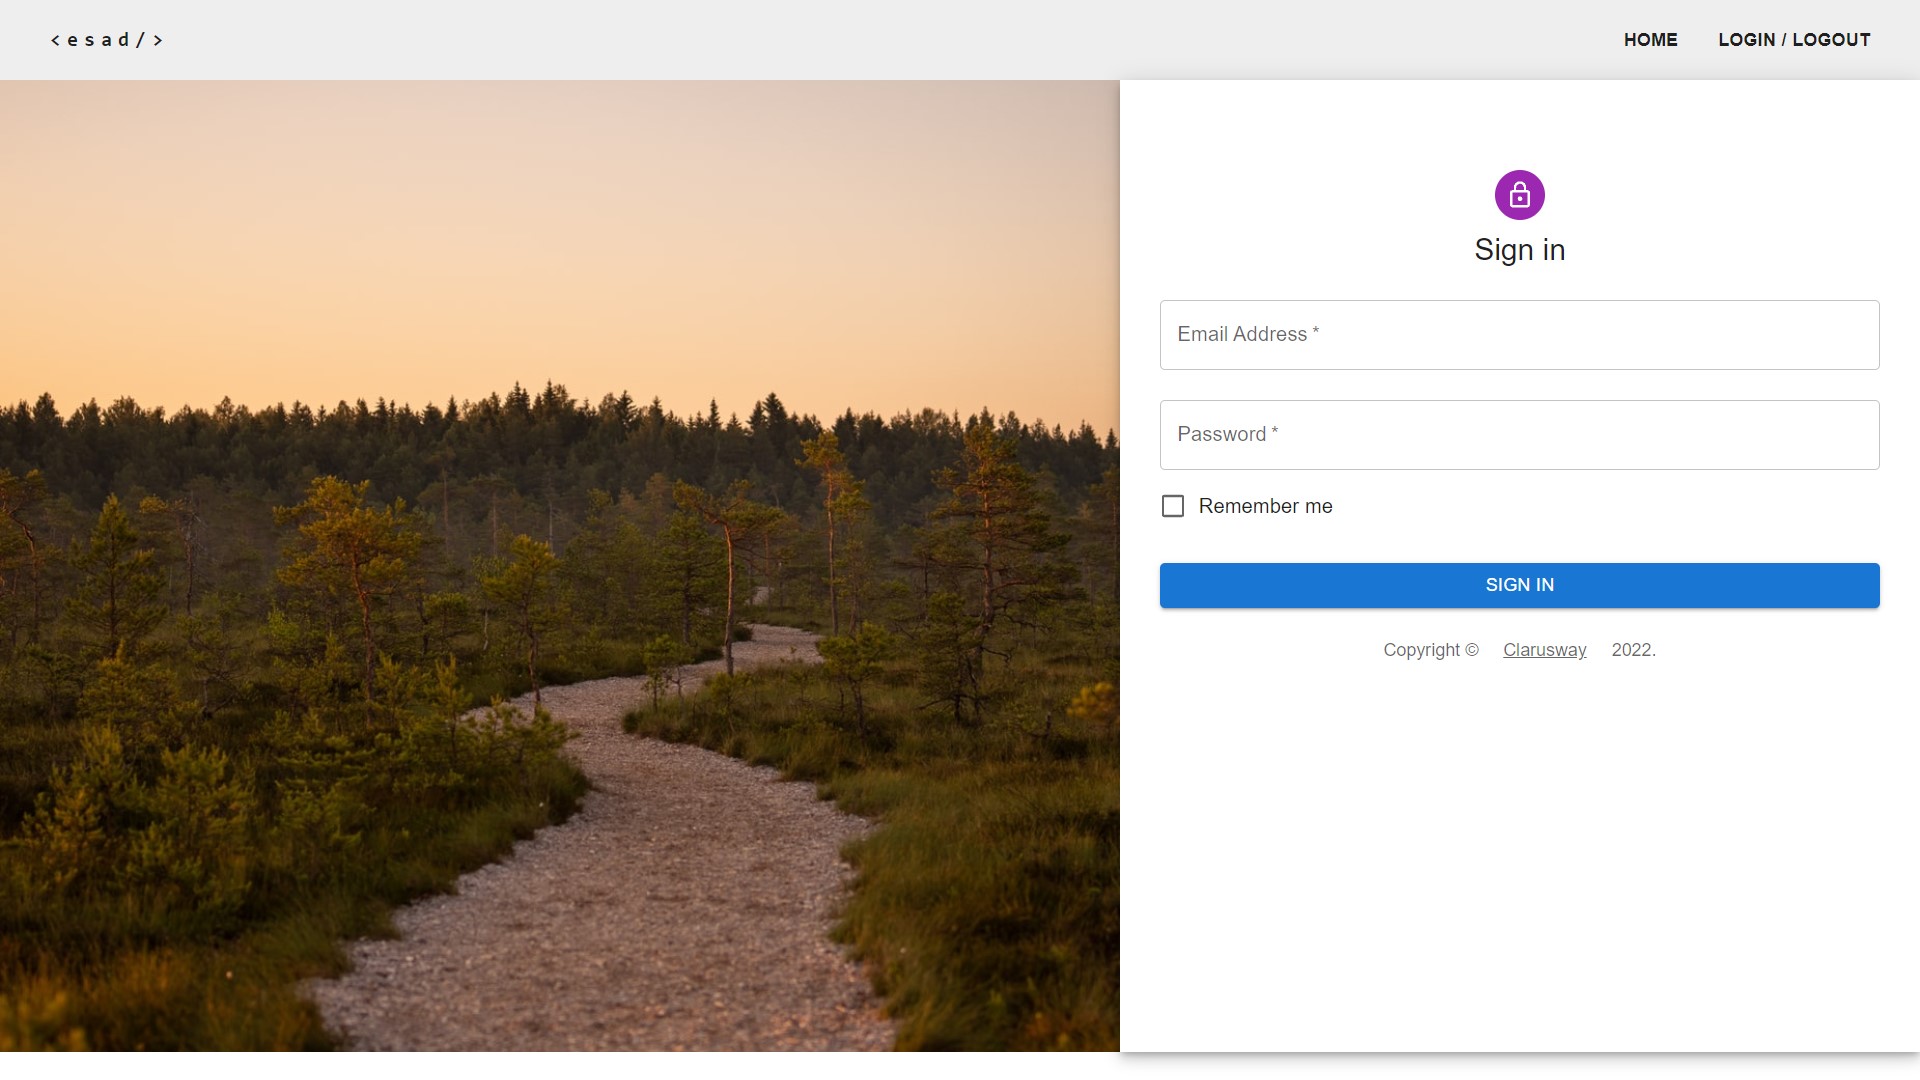 <esad/>
HOME
LOGIN / LOGOUT
Sign in
Email Address *
Password *
Remember me
SIGN IN
Copyright © Clarusway 2022.